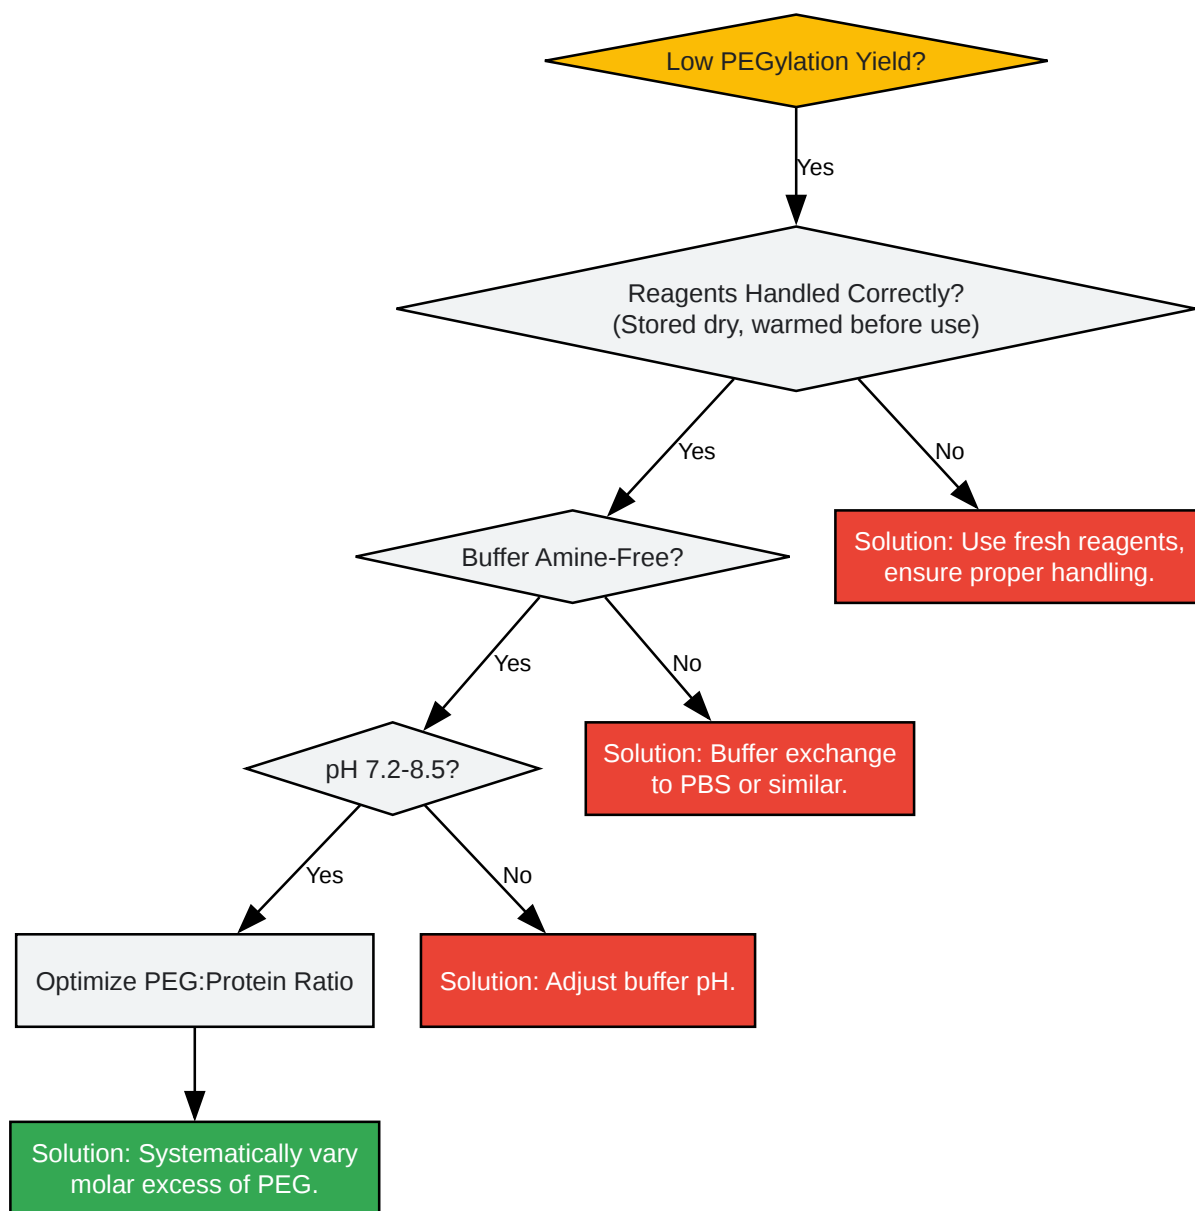 Low PEGylation Yield?
Yes
Reagents Handled Correctly?
(Stored dry, warmed before use)
Yes
No
Buffer Amine-Free?
Solution: Use fresh reagents,
ensure proper handling.
Yes
No
pH 7.2-8.5?
Solution: Buffer exchange
to PBS or similar.
Yes
No
Optimize PEG:Protein Ratio
Solution: Adjust buffer pH.
Solution: Systematically vary
molar excess of PEG.